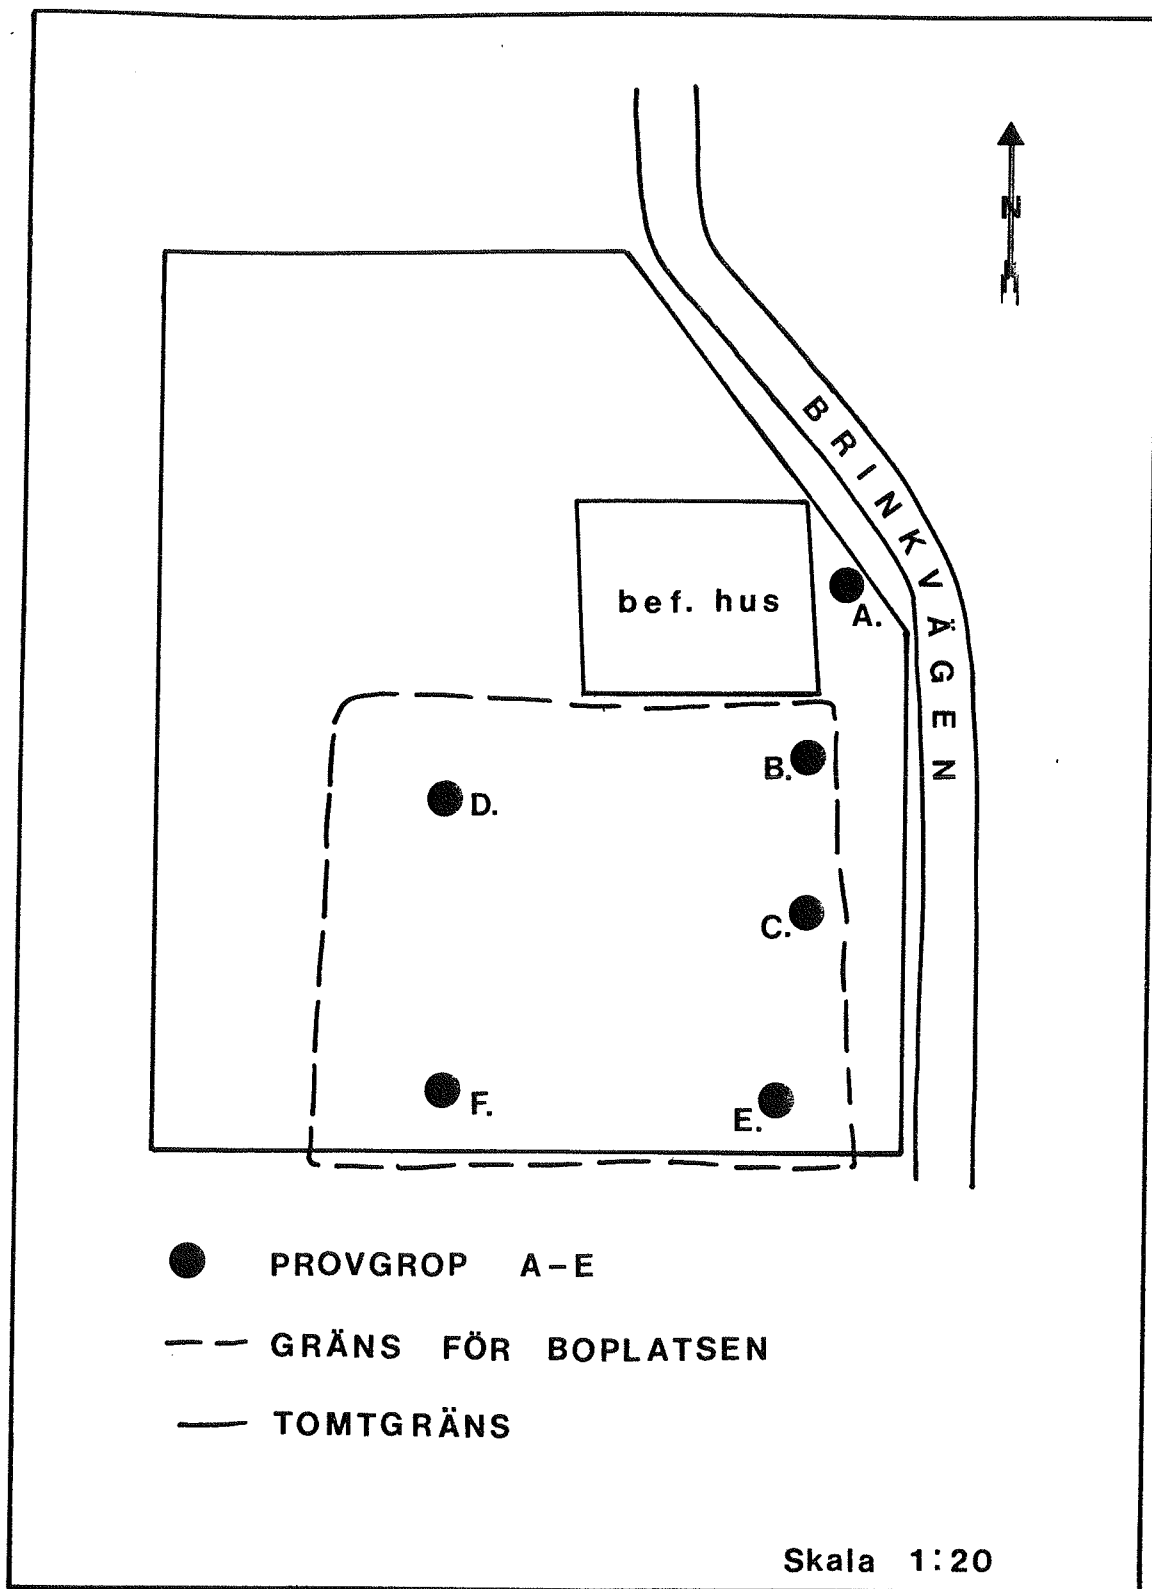 N
BRINKVÄGEN
bef. hus
A.
B.
D.
C.
F.
E.
PROVGROP A-E
GRÄNS FÖR BOPLATSEN
TOMTGRÄNS
Skala 1:20